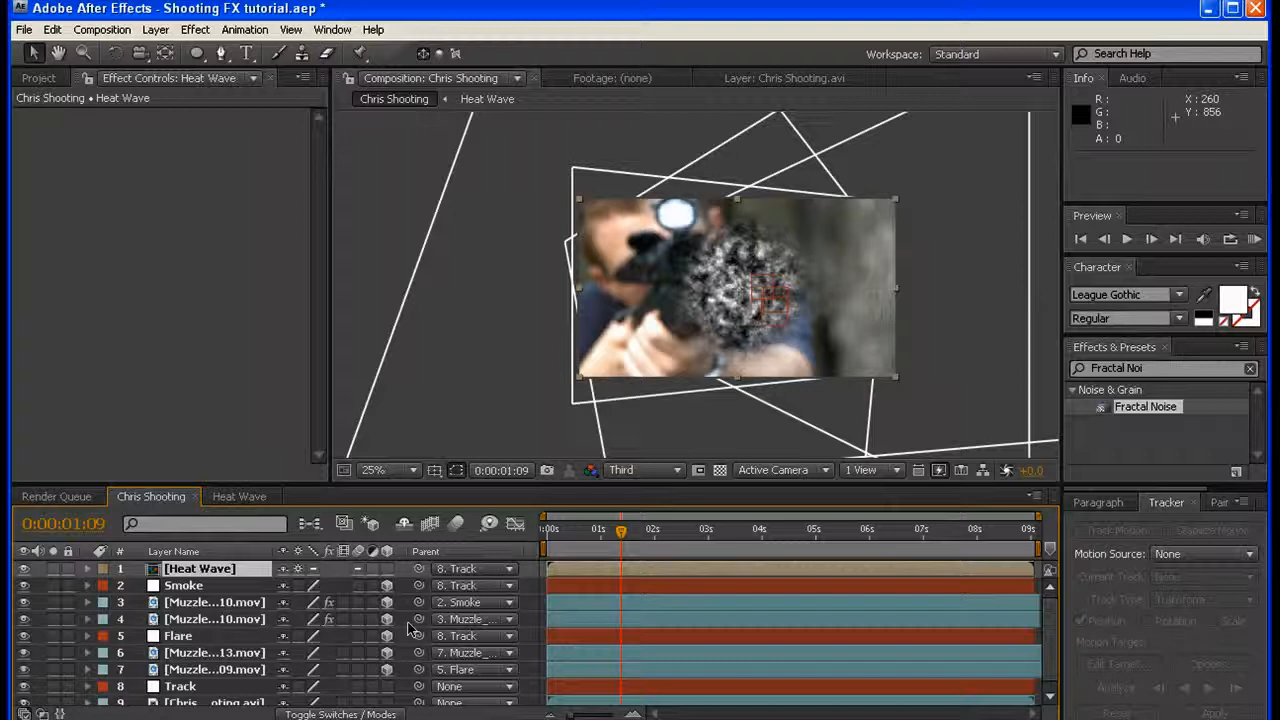 Adobe After Effects - Shooting FX tutorial.aep *
File Edit Composition Layer Effect Animation View Window Help
Workspace: Standard Search Help
Project Effect Controls: Heat Wave Composition: Chris Shooting Footage: (none) Layer: Chris Shooting.avi Info Audio
Chris Shooting • Heat Wave Chris Shooting Heat Wave
R: X: 260
G: Y: 856
B:
A: 0
Preview
Character
League Gothic
Regular
Effects & Presets
Fractal Noi
Noise & Grain
Fractal Noise
25% 0:00:01:09 Third Active Camera 1 View +0.0
Render Queue Chris Shooting Heat Wave Paragraph Tracker Pair
0:00:01:09 0:00s 01s 02s 03s 04s 05s 06s 07s 08s 09s
Track Motion Stabilize Motion
# Layer Name fx Parent Motion Source: None
1 [Heat Wave] 8. Track Current Track: None
2 Smoke 8. Track
3 [Muzzle...10.mov] fx 2. Smoke Track Type: Transform
4 [Muzzle...10.mov] fx 3. Muzzle_... Position Rotation Scale
5 Flare 8. Track Motion Target:
6 [Muzzle...13.mov] 7. Muzzle_...
7 [Muzzle...09.mov] 5. Flare Edit Target... Options...
8 Track None Analyze:
9 [Chris ...oting.avi] None
Toggle Switches / Modes Reset Apply